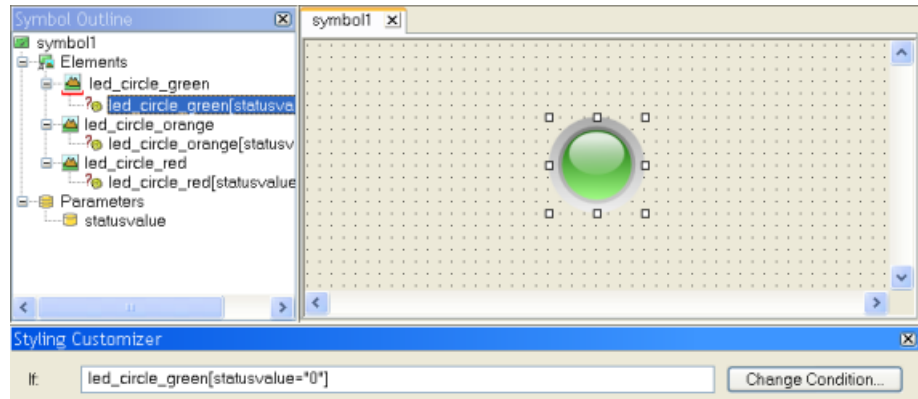 Symbol Outline
symbol1
symbol1
Elements
led_circle_green
led_circle_green[statusva
led_circle_orange
led_circle_orange[statusv
led_circle_red
led_circle_red[statusvalue
Parameters
statusvalue
Styling Customizer
If: led_circle_green[statusvalue="0"] Change Condition...